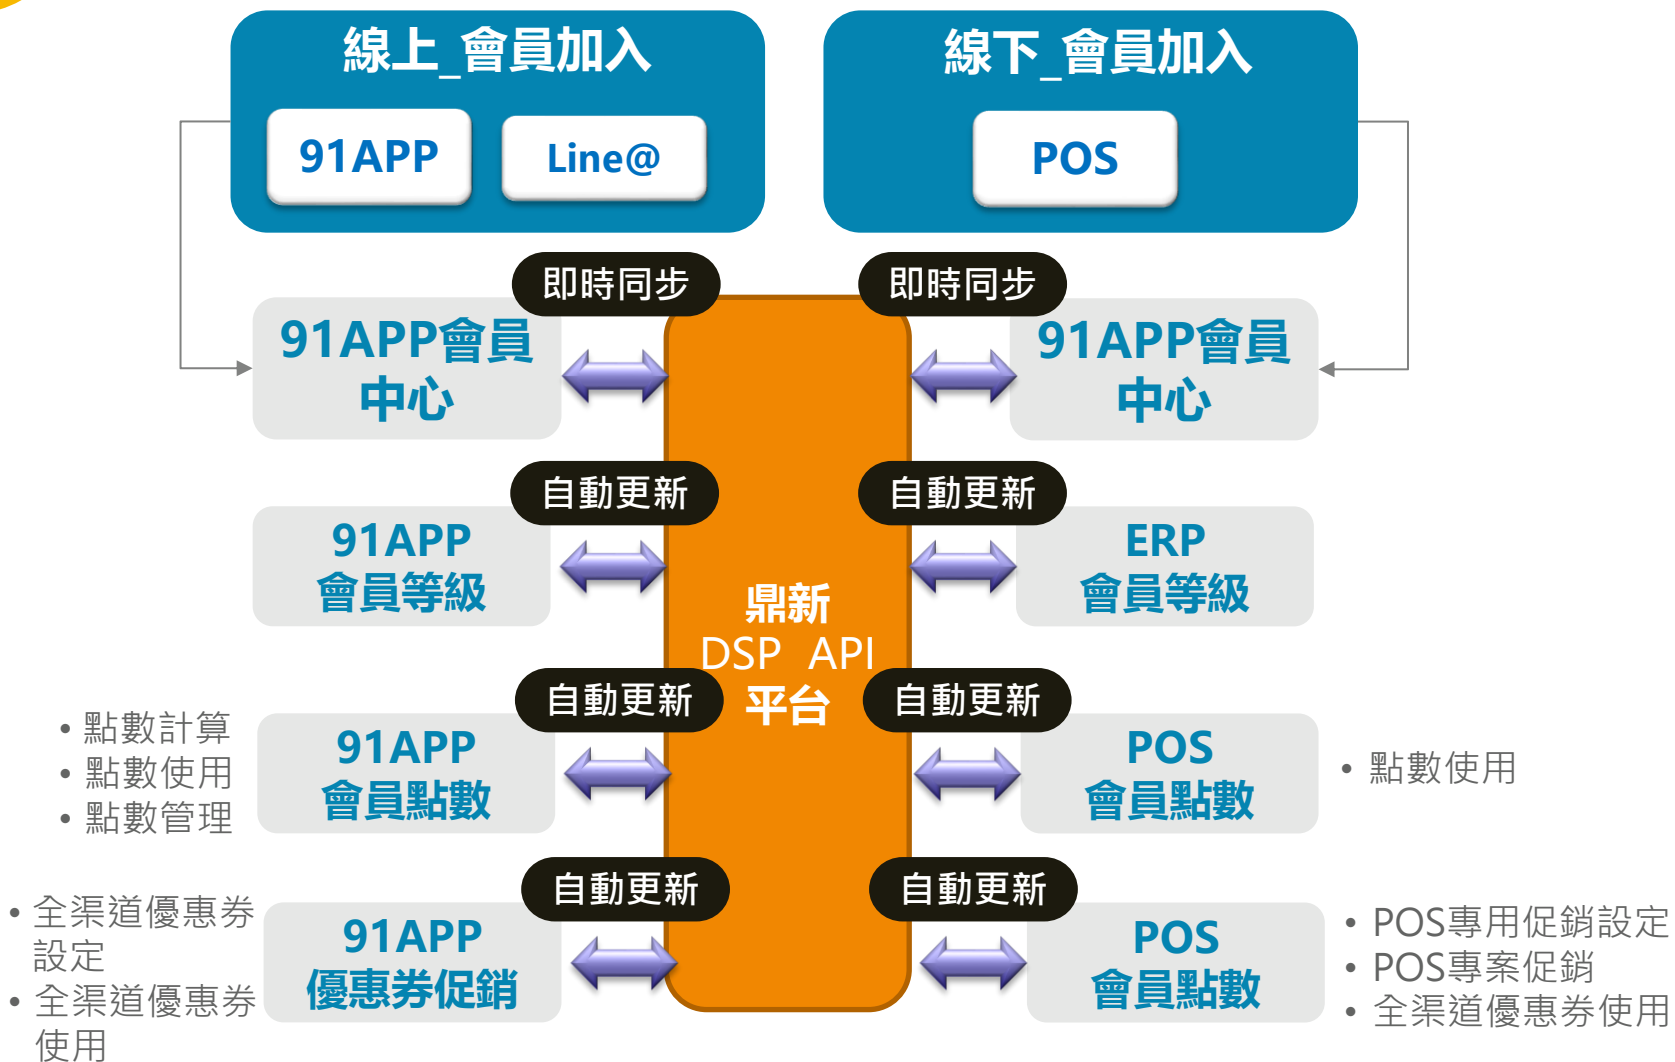 線上_會員加入
91APP
Line@
線下_會員加入
POS
即時同步
即時同步
91APP會員
中心
91APP會員
中心
自動更新
自動更新
91APP
會員等級
ERP
會員等級
鼎新
DSP API
平台
自動更新
自動更新
• 點數計算
• 點數使用
• 點數管理
91APP
會員點數
POS
會員點數
• 點數使用
自動更新
自動更新
• 全渠道優惠券
設定
• 全渠道優惠券
使用
91APP
優惠券促銷
POS
會員點數
• POS專用促銷設定
• POS專案促銷
• 全渠道優惠券使用